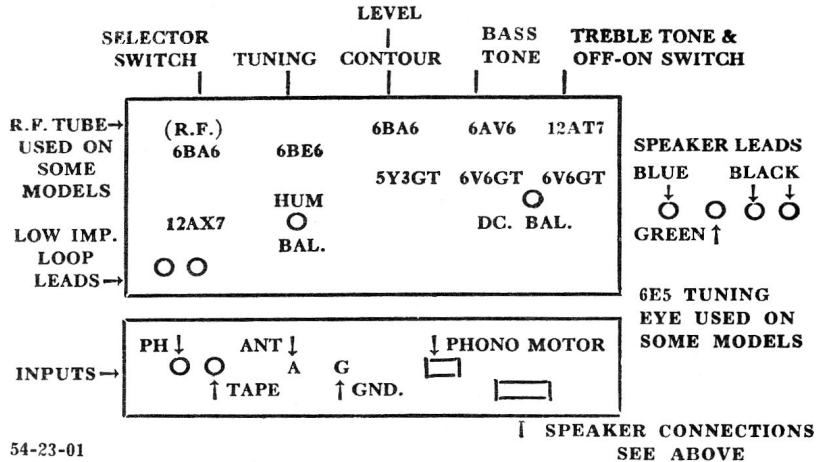 LEVEL
SELECTOR
SWITCH
TUNING
CONTOUR
BASS
TONE
TREBLE TONE &
OFF-ON SWITCH
R.F. TUBE→
USED ON
SOME
MODELS
(R.F.)
6BA6
6BE6
6BA6
6AV6
12AT7
5Y3GT
6V6GT
6V6GT
HUM
BAL.
DC. BAL.
12AX7
LOW IMP.
LOOP
LEADS→
SPEAKER LEADS
BLUE
BLACK
GREEN↑
6E5 TUNING
EYE USED ON
SOME MODELS
INPUTS→
PH↓
ANT↓
↓PHONO MOTOR
A
G
↑TAPE
↑GND.
SPEAKER CONNECTIONS
SEE ABOVE
54-23-01